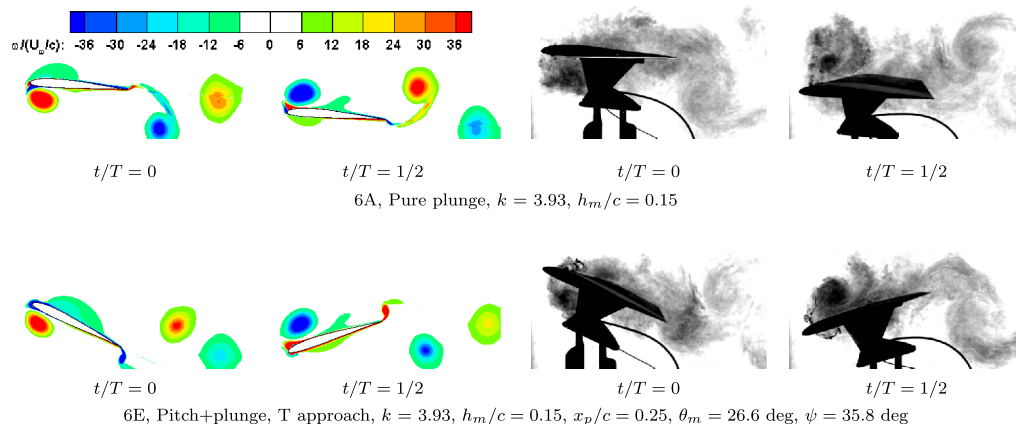 ω/(U∞/c): -36 -30 -24 -18 -12 -6 0 6 12 18 24 30 36
t/T = 0 t/T = 1/2 t/T = 0 t/T = 1/2
6A, Pure plunge, k = 3.93, h_m/c = 0.15
t/T = 0 t/T = 1/2 t/T = 0 t/T = 1/2
6E, Pitch+plunge, T approach, k = 3.93, h_m/c = 0.15, x_p/c = 0.25, θ_m = 26.6 deg, ψ = 35.8 deg